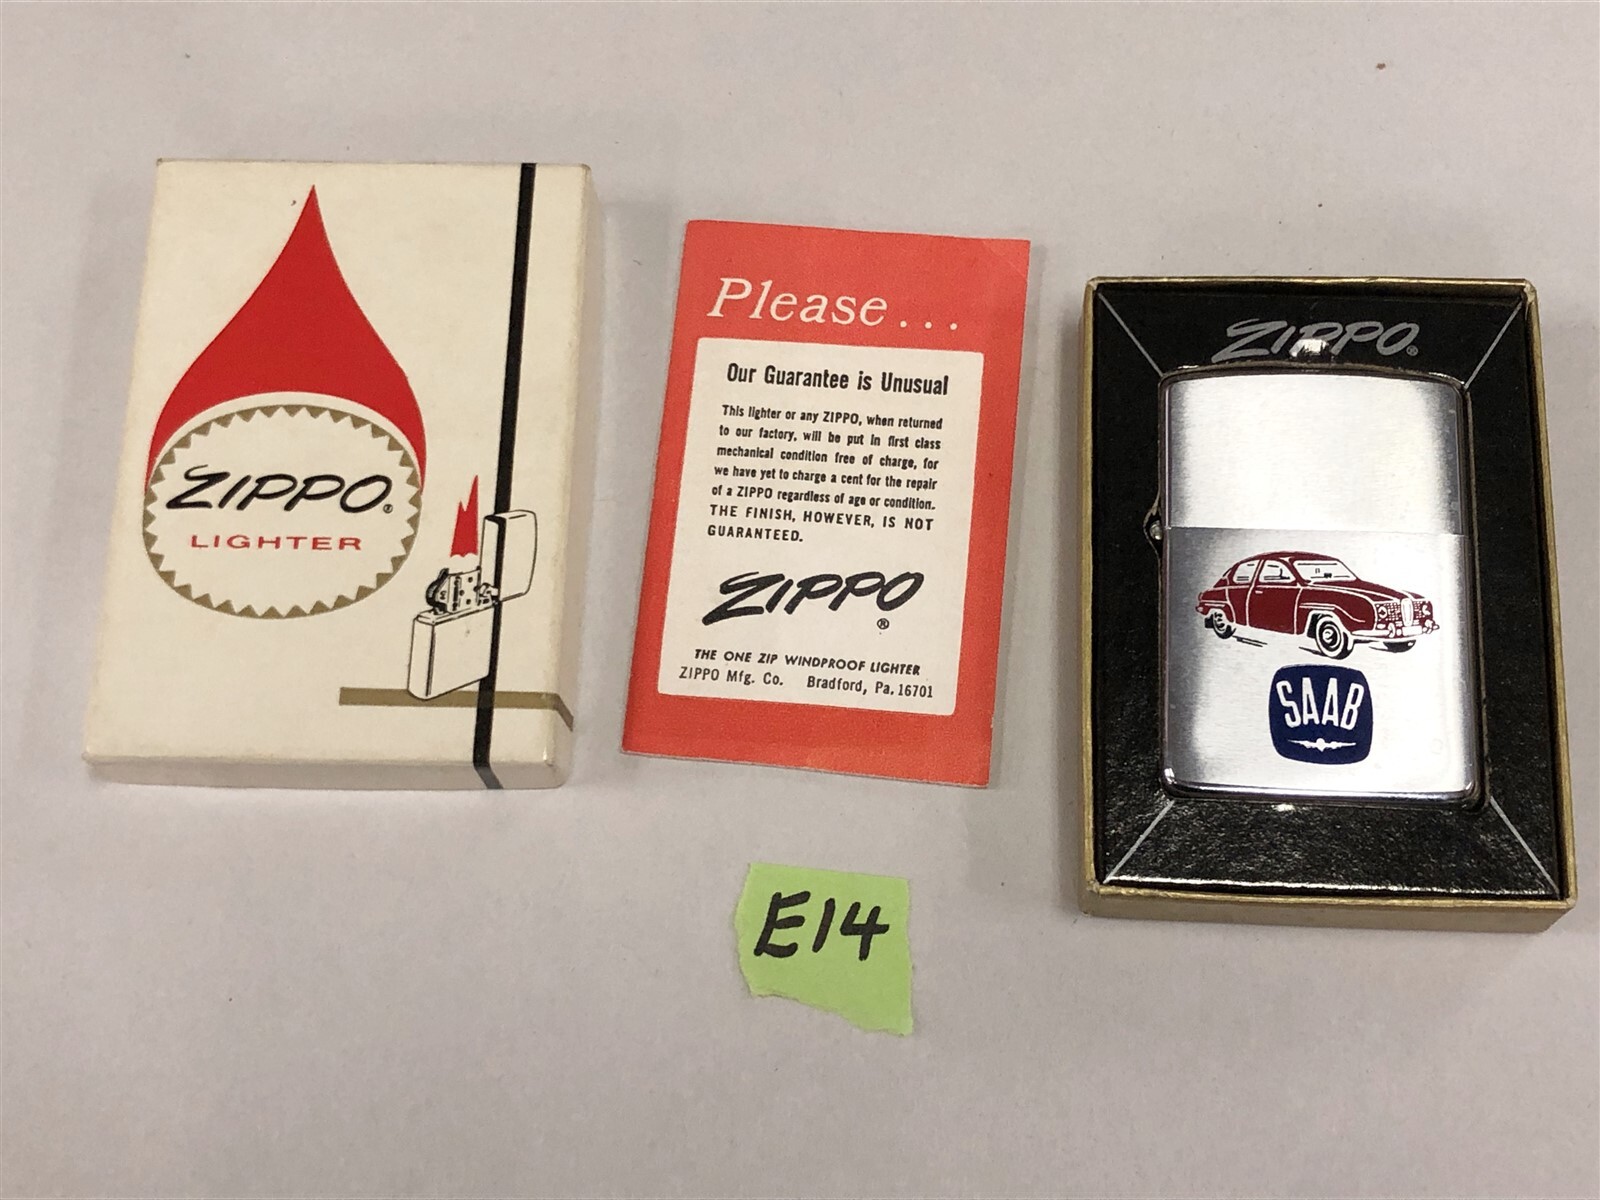 ZIPPO®
LIGHTER
Please...
Our Guarantee is Unusual
This lighter or any ZIPPO, when returned
to our factory, will be put in first class
mechanical condition free of charge, for
we have yet to charge a cent for the repair
of a ZIPPO regardless of age or condition.
THE FINISH, HOWEVER, IS NOT
GUARANTEED.
ZIPPO
®
THE ONE ZIP WINDPROOF LIGHTER
ZIPPO Mfg. Co. Bradford, Pa. 16701
ZIPPO®
SAAB
E14